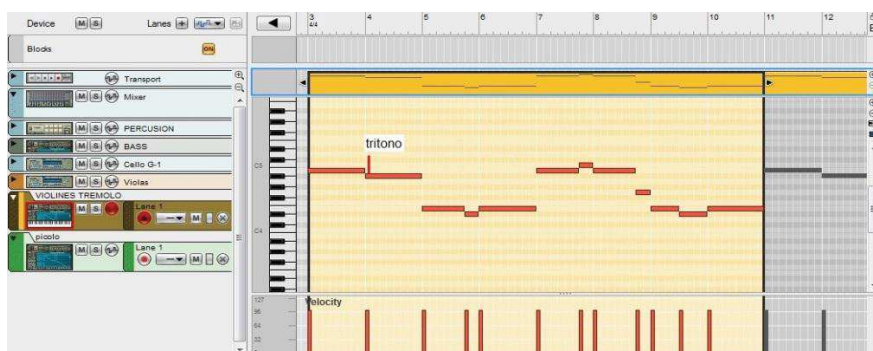 Device M S Lanes
Blocks ON
Transport
M S Mixer
M S PERCUSION
M S BASS
M S Cello G-1
M S Violas
VIOLINES TREMOLO
M S Lane 1
M
picolo
M S Lane 1
M
3 4 5 6 7 8 9 10 11 12
4/4
tritono
C5
C4
Velocity
127
96
64
32